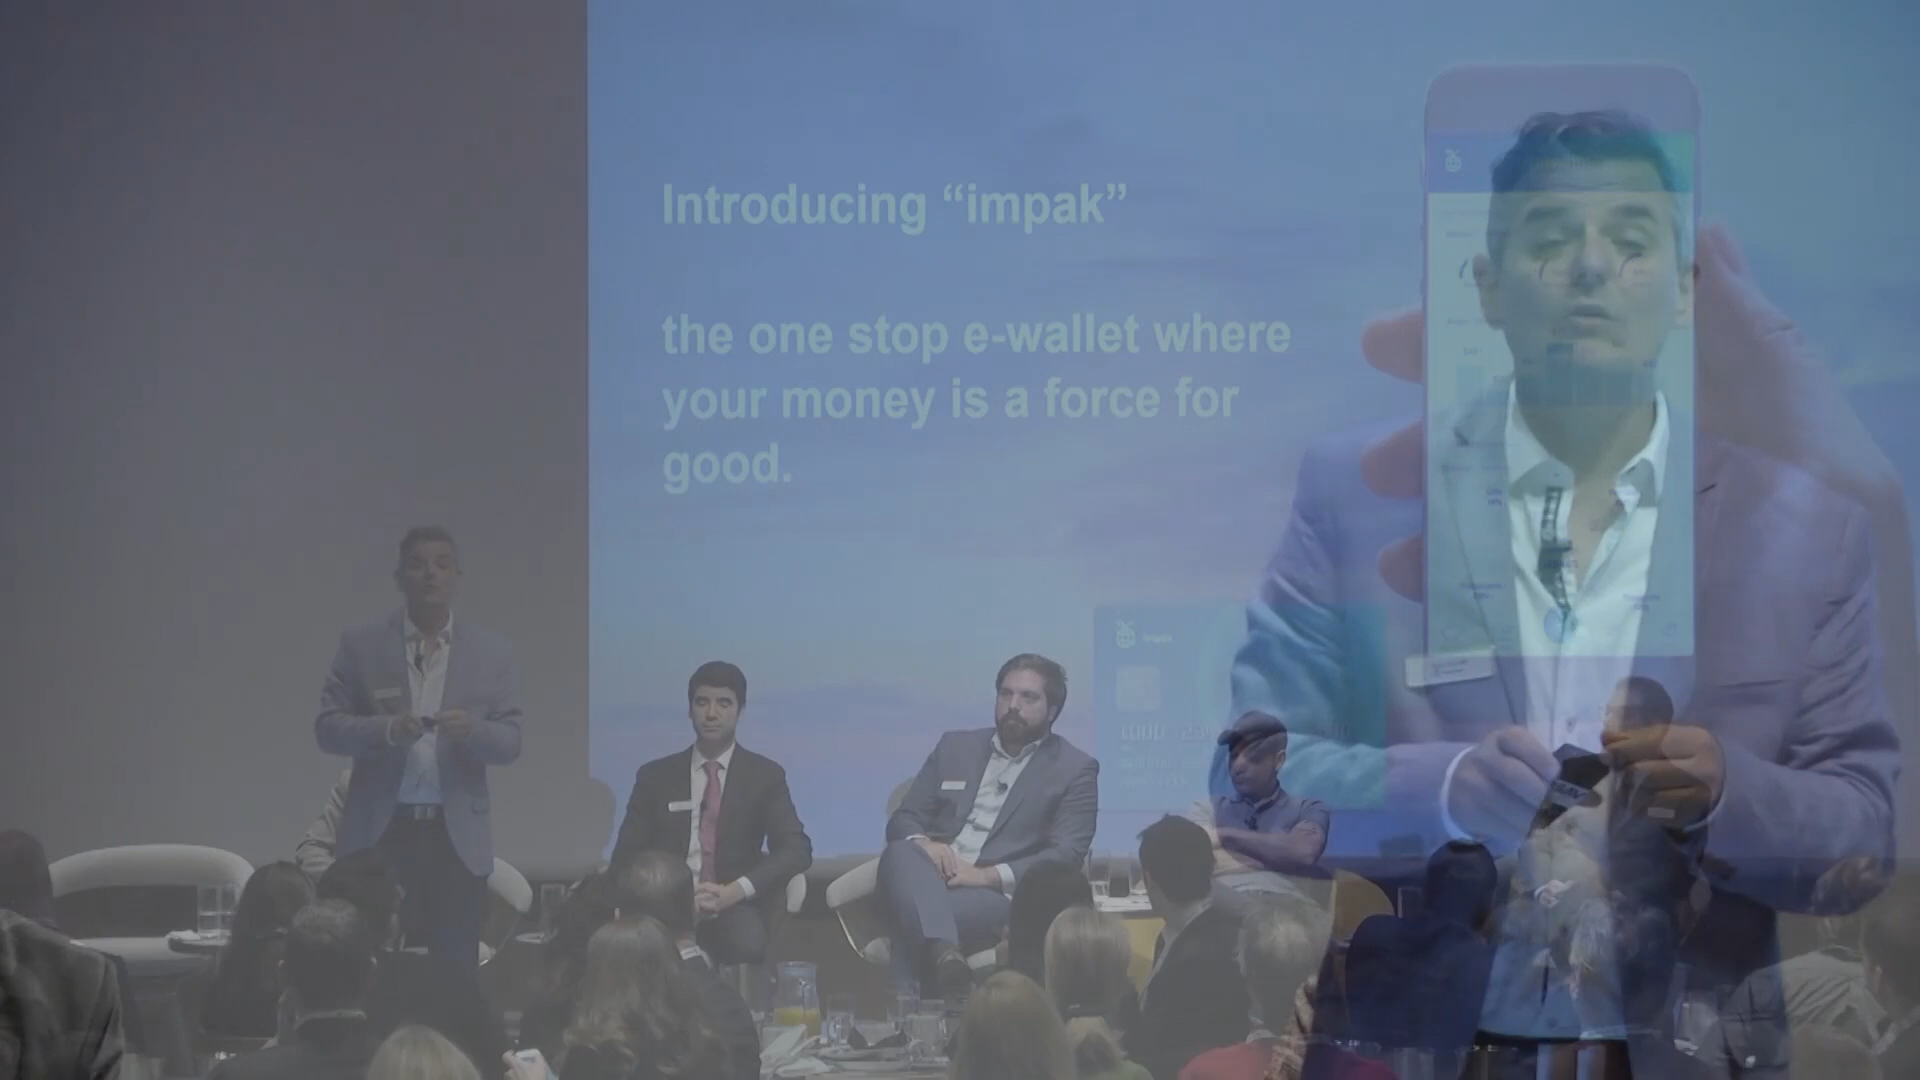 Introducing “impak”
the one stop e-wallet where
your money is a force for
good.